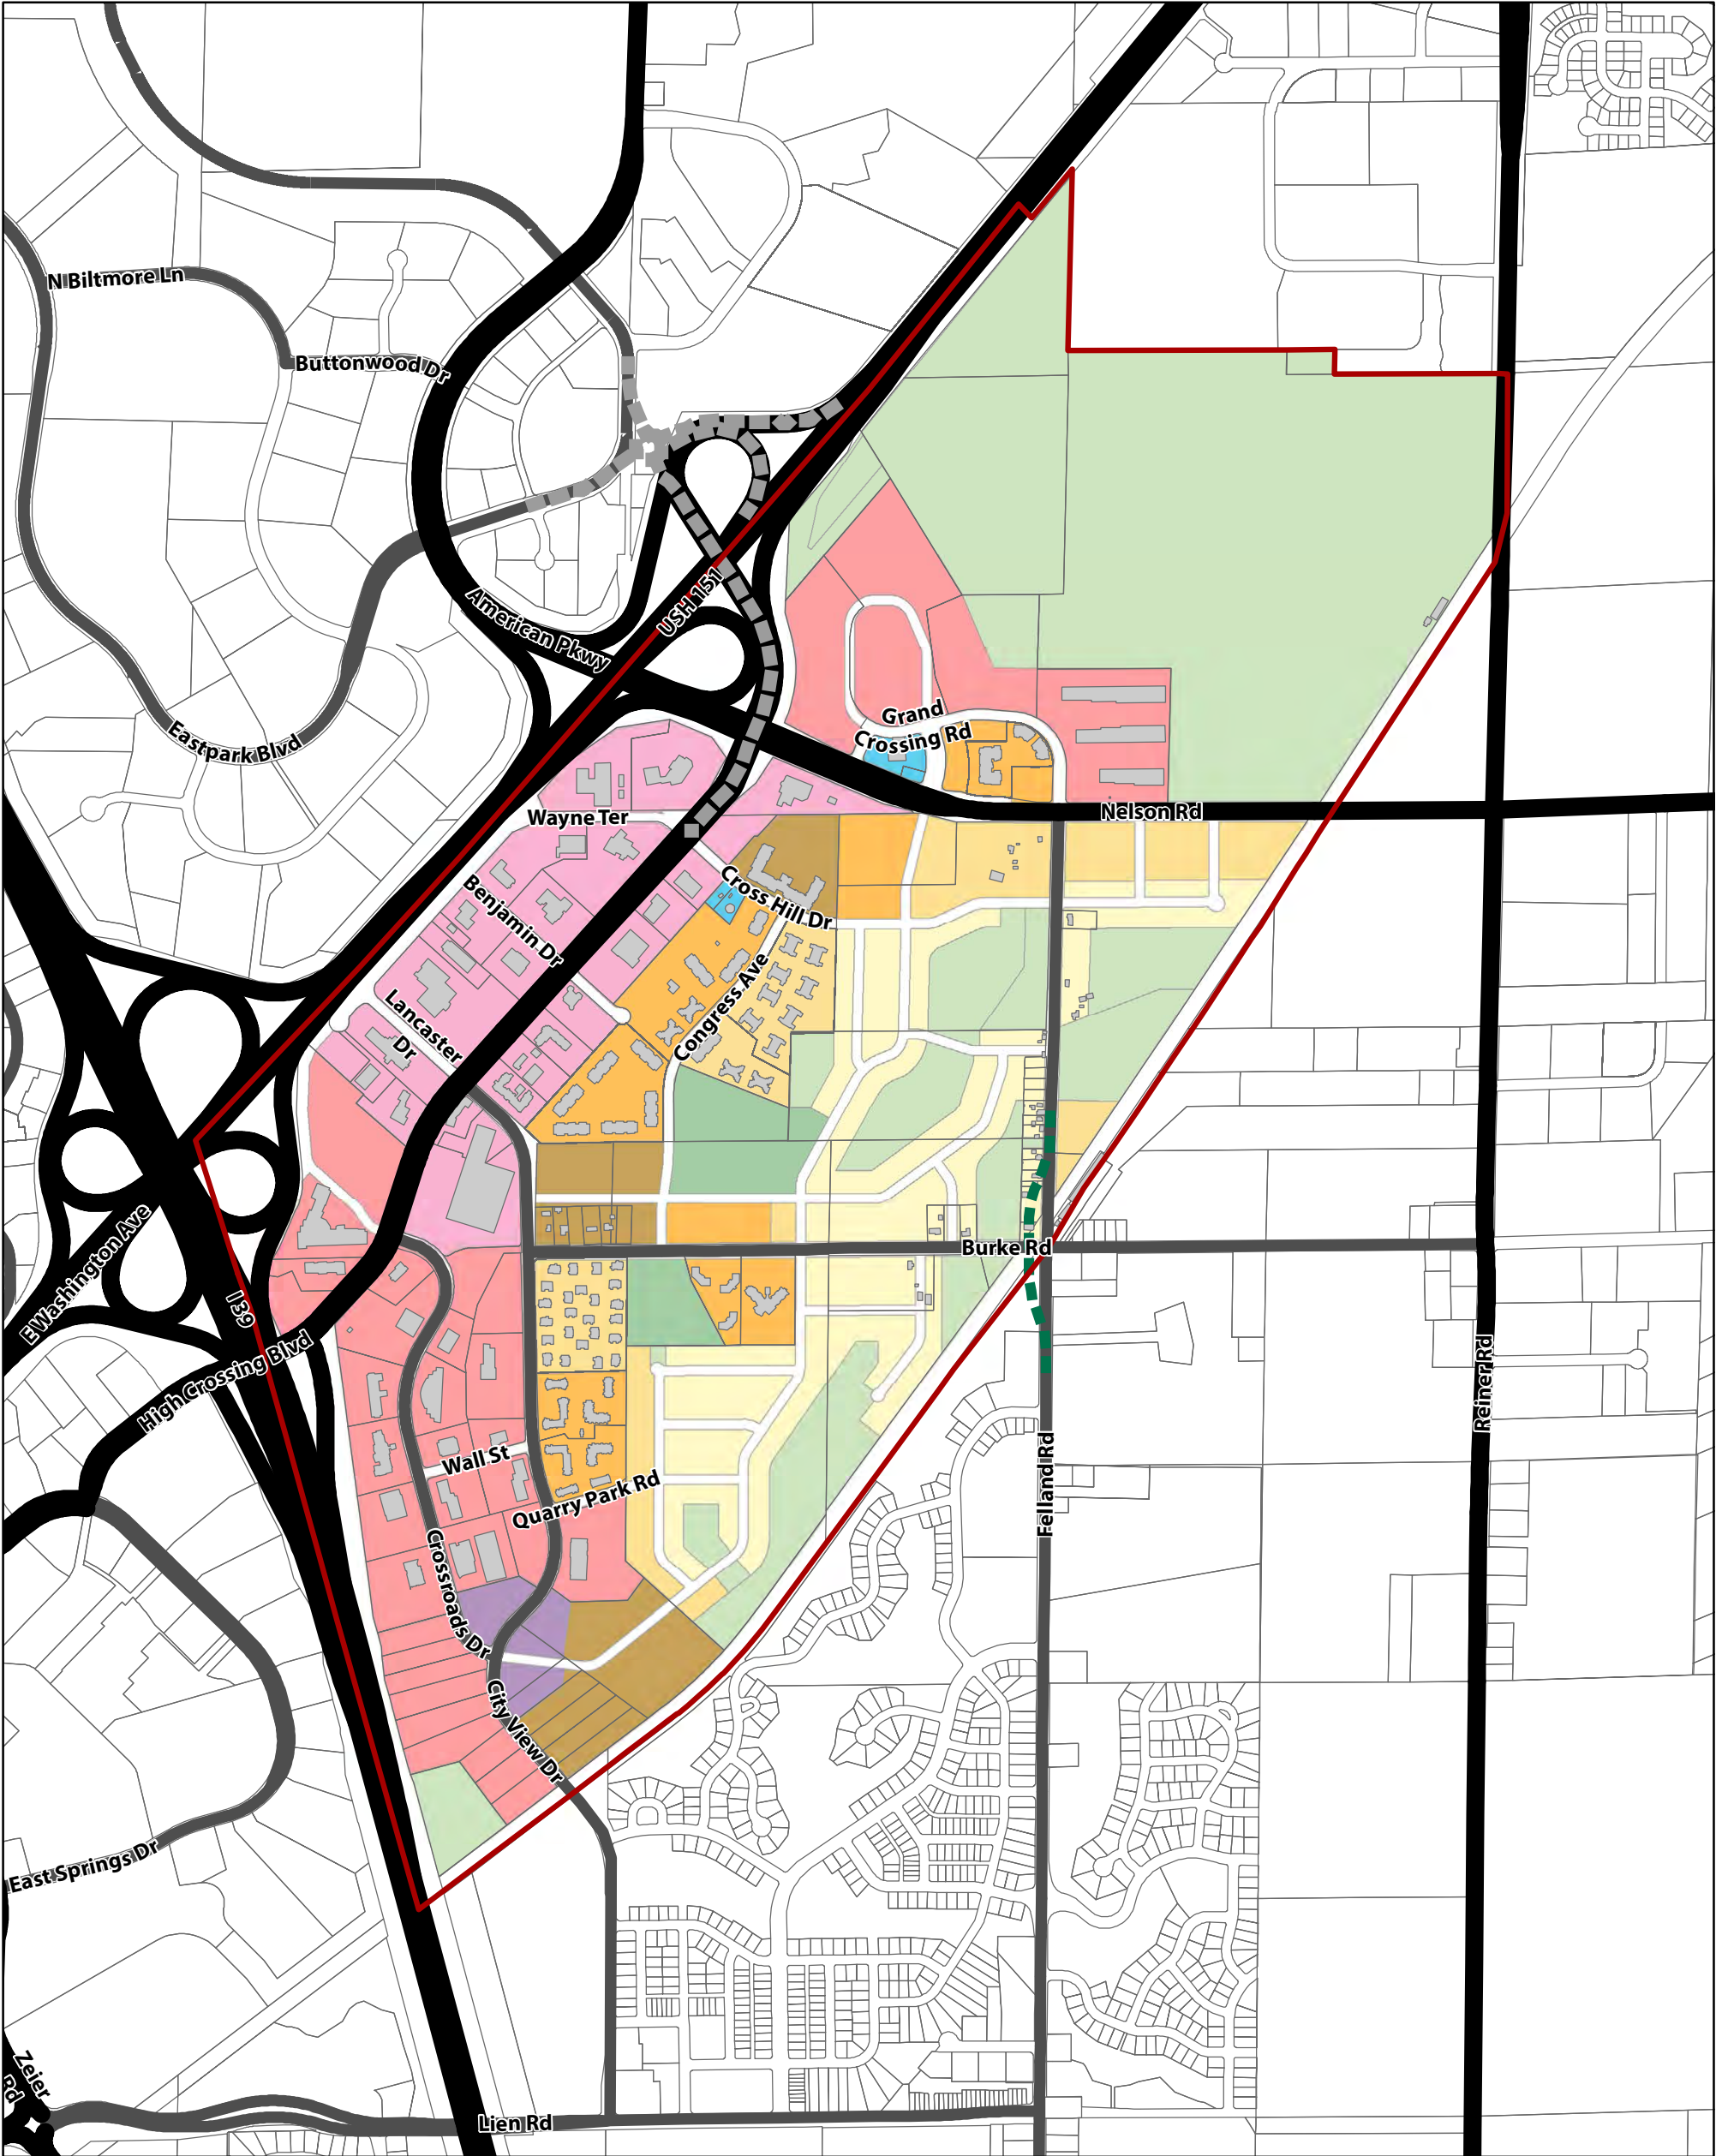 N Biltmore Ln
Buttonwood Dr
USH 151
American Pkwy
Eastpark Blvd
Grand
Crossing Rd
Nelson Rd
Wayne Ter
Cross Hill Dr
Benjamin Dr
Congress Ave
Lancaster
Dr
E Washington Ave
I 39
Burke Rd
High Crossing Blvd
Reiner Rd
Felland Rd
Wall St
Quarry Park Rd
Crossroads Dr
City View Dr
East Springs Dr
Zeier
Rd
Lien Rd